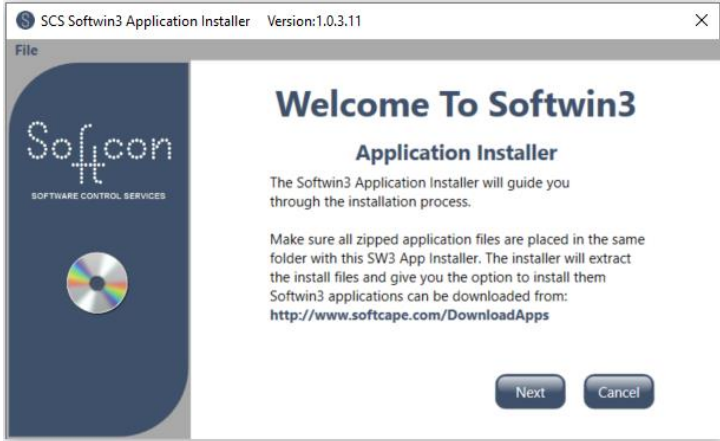 SCS Softwin3 Application Installer Version:1.0.3.11
File
Softcon
SOFTWARE CONTROL SERVICES
Welcome To Softwin3
Application Installer
The Softwin3 Application Installer will guide you
through the installation process.
Make sure all zipped application files are placed in the same
folder with this SW3 App Installer. The installer will extract
the install files and give you the option to install them
Softwin3 applications can be downloaded from:
http://www.softcape.com/DownloadApps
Next Cancel